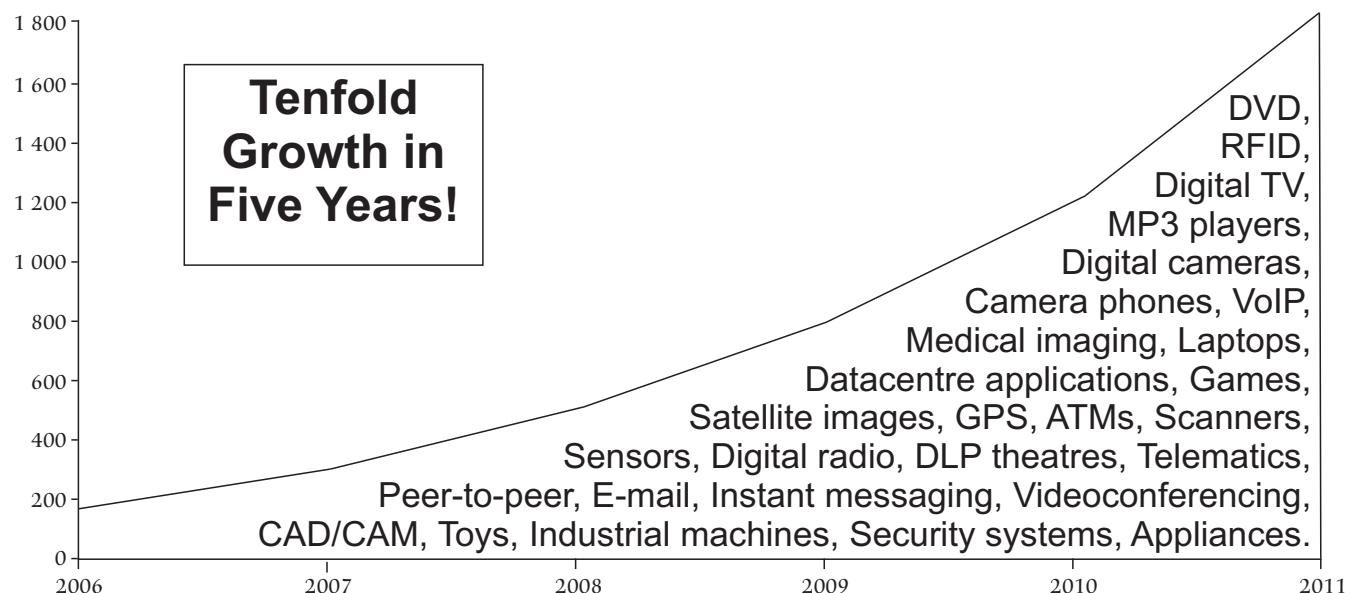 1 800
1 600
1 400
1 200
1 000
800
600
400
200
0
Tenfold
Growth in
Five Years!
DVD,
RFID,
Digital TV,
MP3 players,
Digital cameras,
Camera phones, VoIP,
Medical imaging, Laptops,
Datacentre applications, Games,
Satellite images, GPS, ATMs, Scanners,
Sensors, Digital radio, DLP theatres, Telematics,
Peer-to-peer, E-mail, Instant messaging, Videoconferencing,
CAD/CAM, Toys, Industrial machines, Security systems, Appliances.
2006 2007 2008 2009 2010 2011